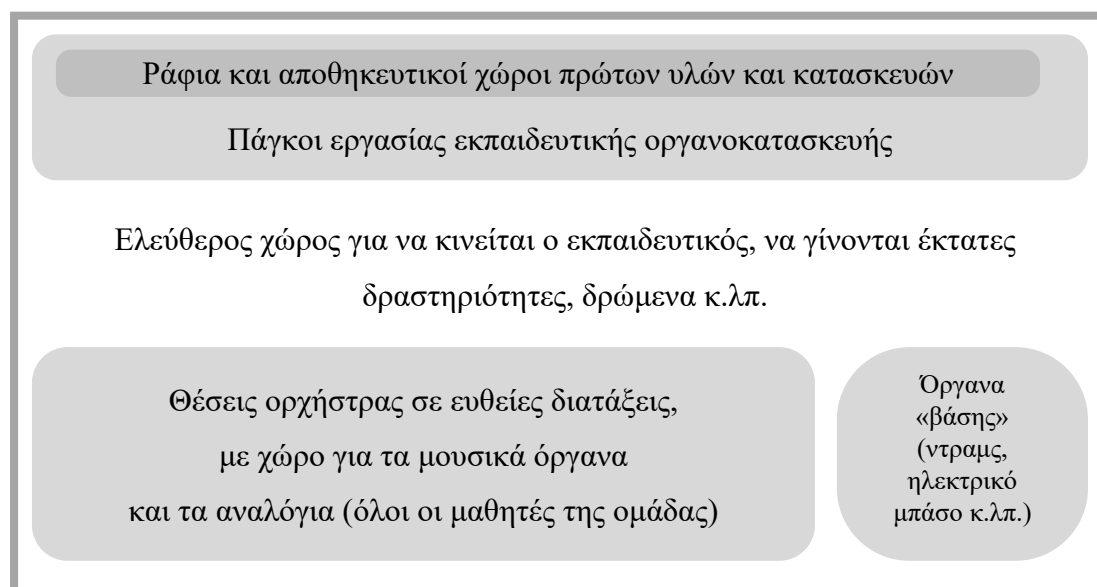 Ράφια και αποθηκευτικοί χώροι πρώτων υλών και κατασκευών
Πάγκοι εργασίας εκπαιδευτικής οργανοκατασκευής
Ελεύθερος χώρος για να κινείται ο εκπαιδευτικός, να γίνονται έκτατες
δραστηριότητες, δρώμενα κ.λπ.
Θέσεις ορχήστρας σε ευθείες διατάξεις,
με χώρο για τα μουσικά όργανα
και τα αναλόγια (όλοι οι μαθητές της ομάδας)
Όργανα
«βάσης»
(ντραμς,
ηλεκτρικό
μπάσο κ.λπ.)